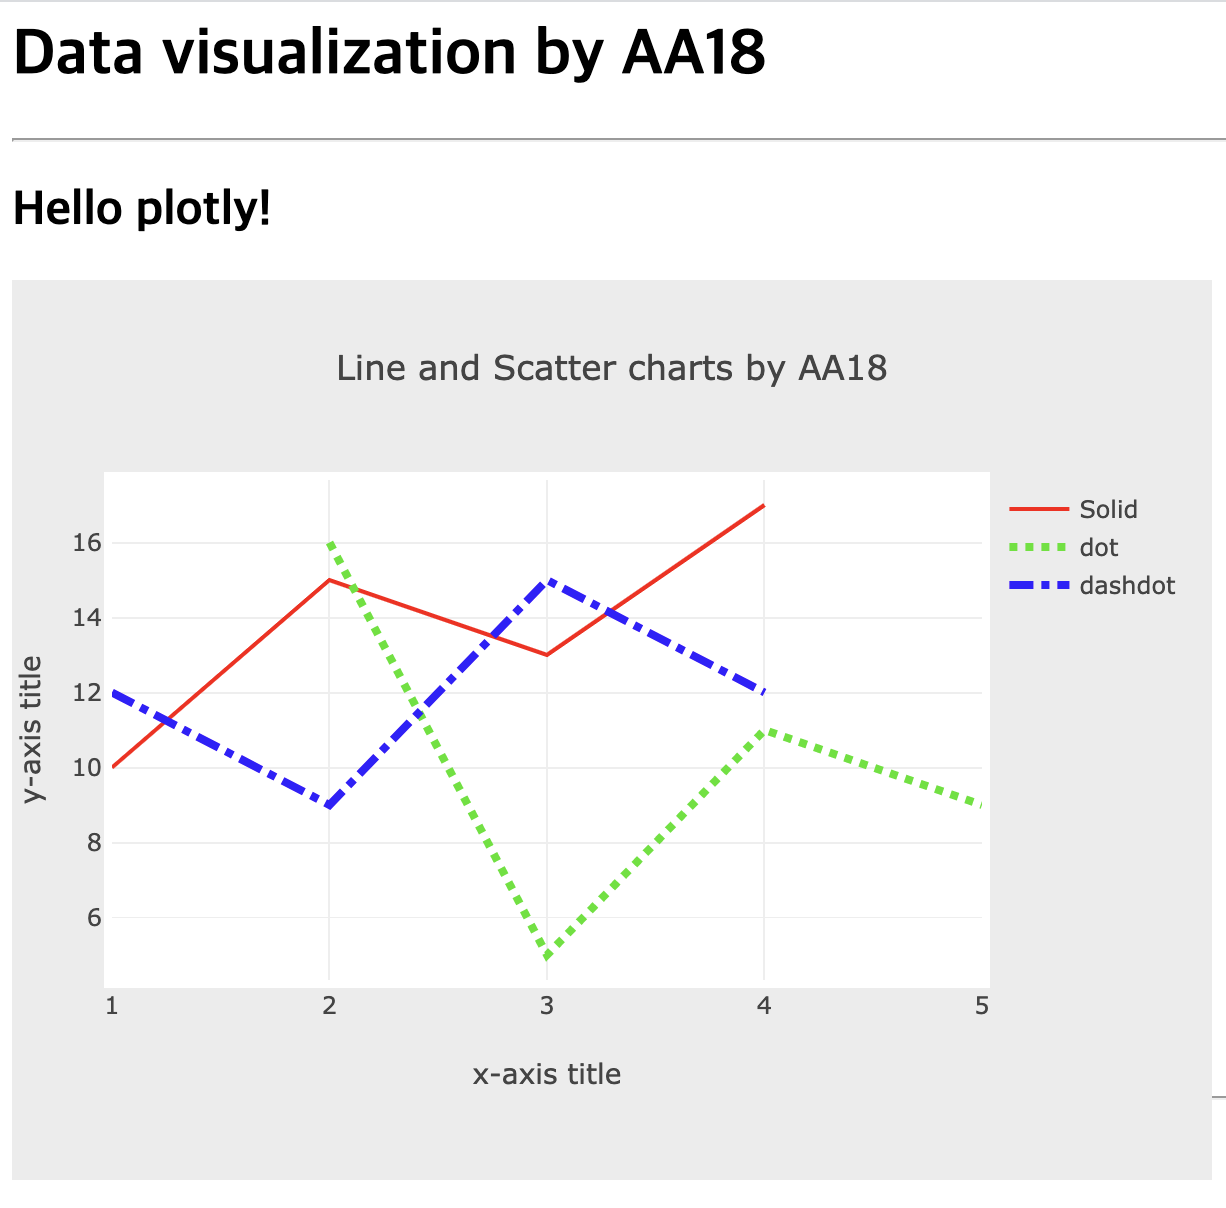 Data visualization by AA18
Hello plotly!
Line and Scatter charts by AA18
Solid
dot
dashdot
y-axis title
16
14
12
10
8
6
1 2 3 4 5
x-axis title